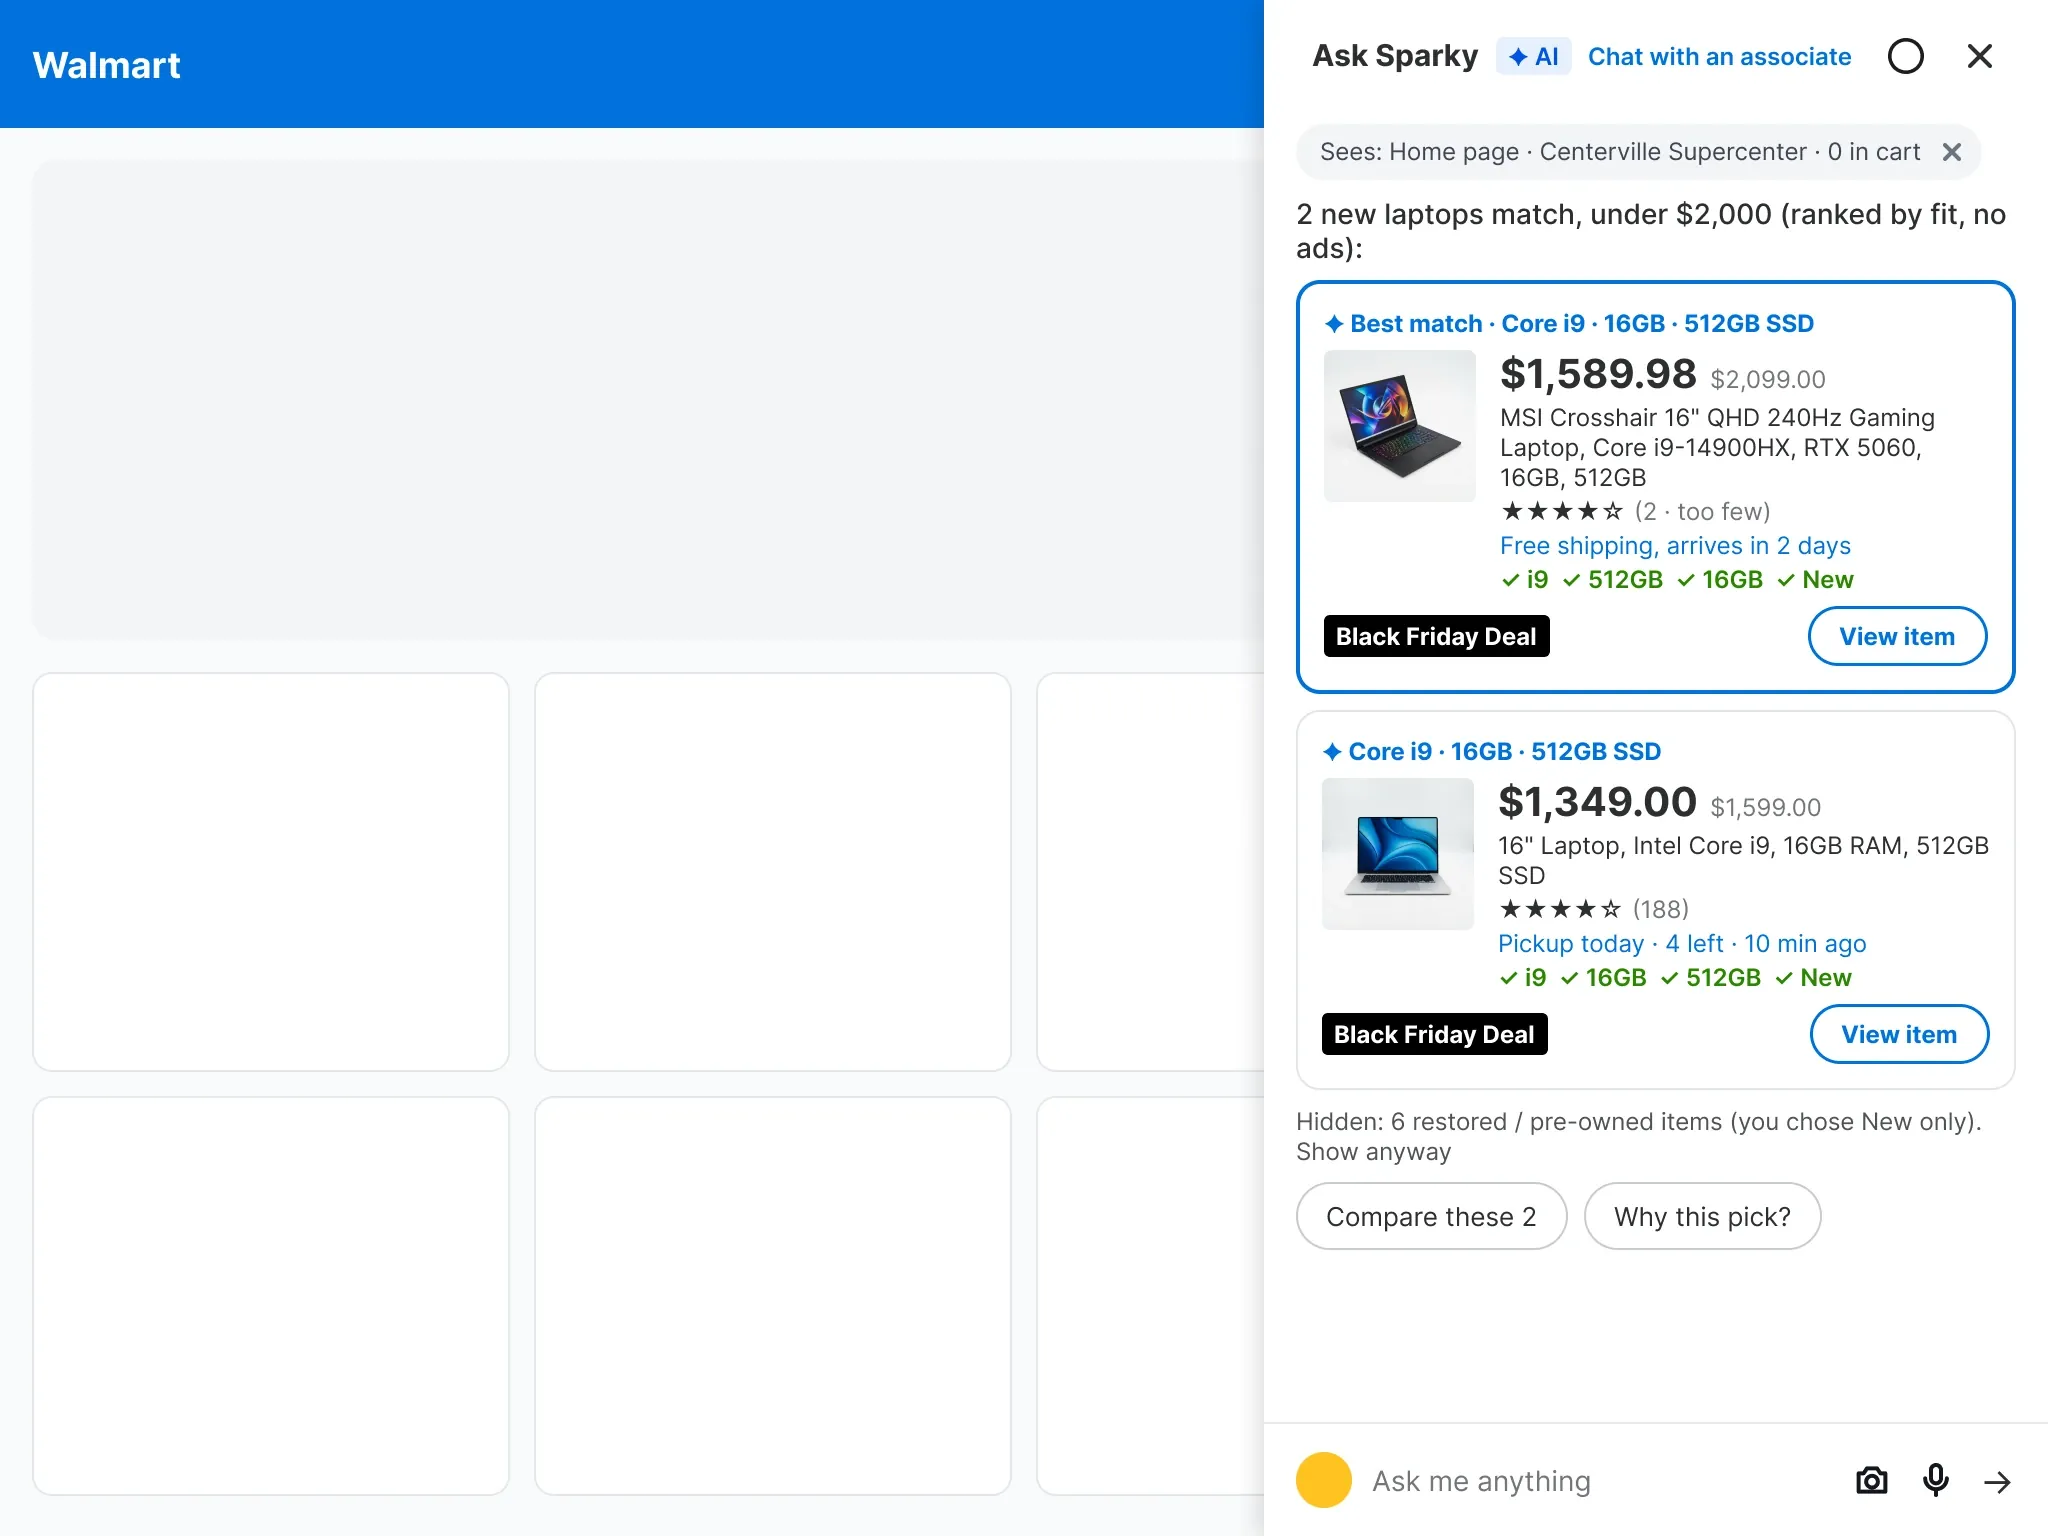 Walmart
Ask Sparky
AI
Chat with an associate
Sees: Home page · Centerville Supercenter · 0 in cart
2 new laptops match, under $2,000 (ranked by fit, no
ads):
Best match · Core i9 · 16GB · 512GB SSD
$1,589.98 $2,099.00
MSI Crosshair 16" QHD 240Hz Gaming
Laptop, Core i9-14900HX, RTX 5060,
16GB, 512GB
★★★★☆ (2 · too few)
Free shipping, arrives in 2 days
✓ i9 ✓ 512GB ✓ 16GB ✓ New
Black Friday Deal
View item
Core i9 · 16GB · 512GB SSD
$1,349.00 $1,599.00
16" Laptop, Intel Core i9, 16GB RAM, 512GB
SSD
★★★★☆ (188)
Pickup today · 4 left · 10 min ago
✓ i9 ✓ 16GB ✓ 512GB ✓ New
Black Friday Deal
View item
Hidden: 6 restored / pre-owned items (you chose New only).
Show anyway
Compare these 2
Why this pick?
Ask me anything